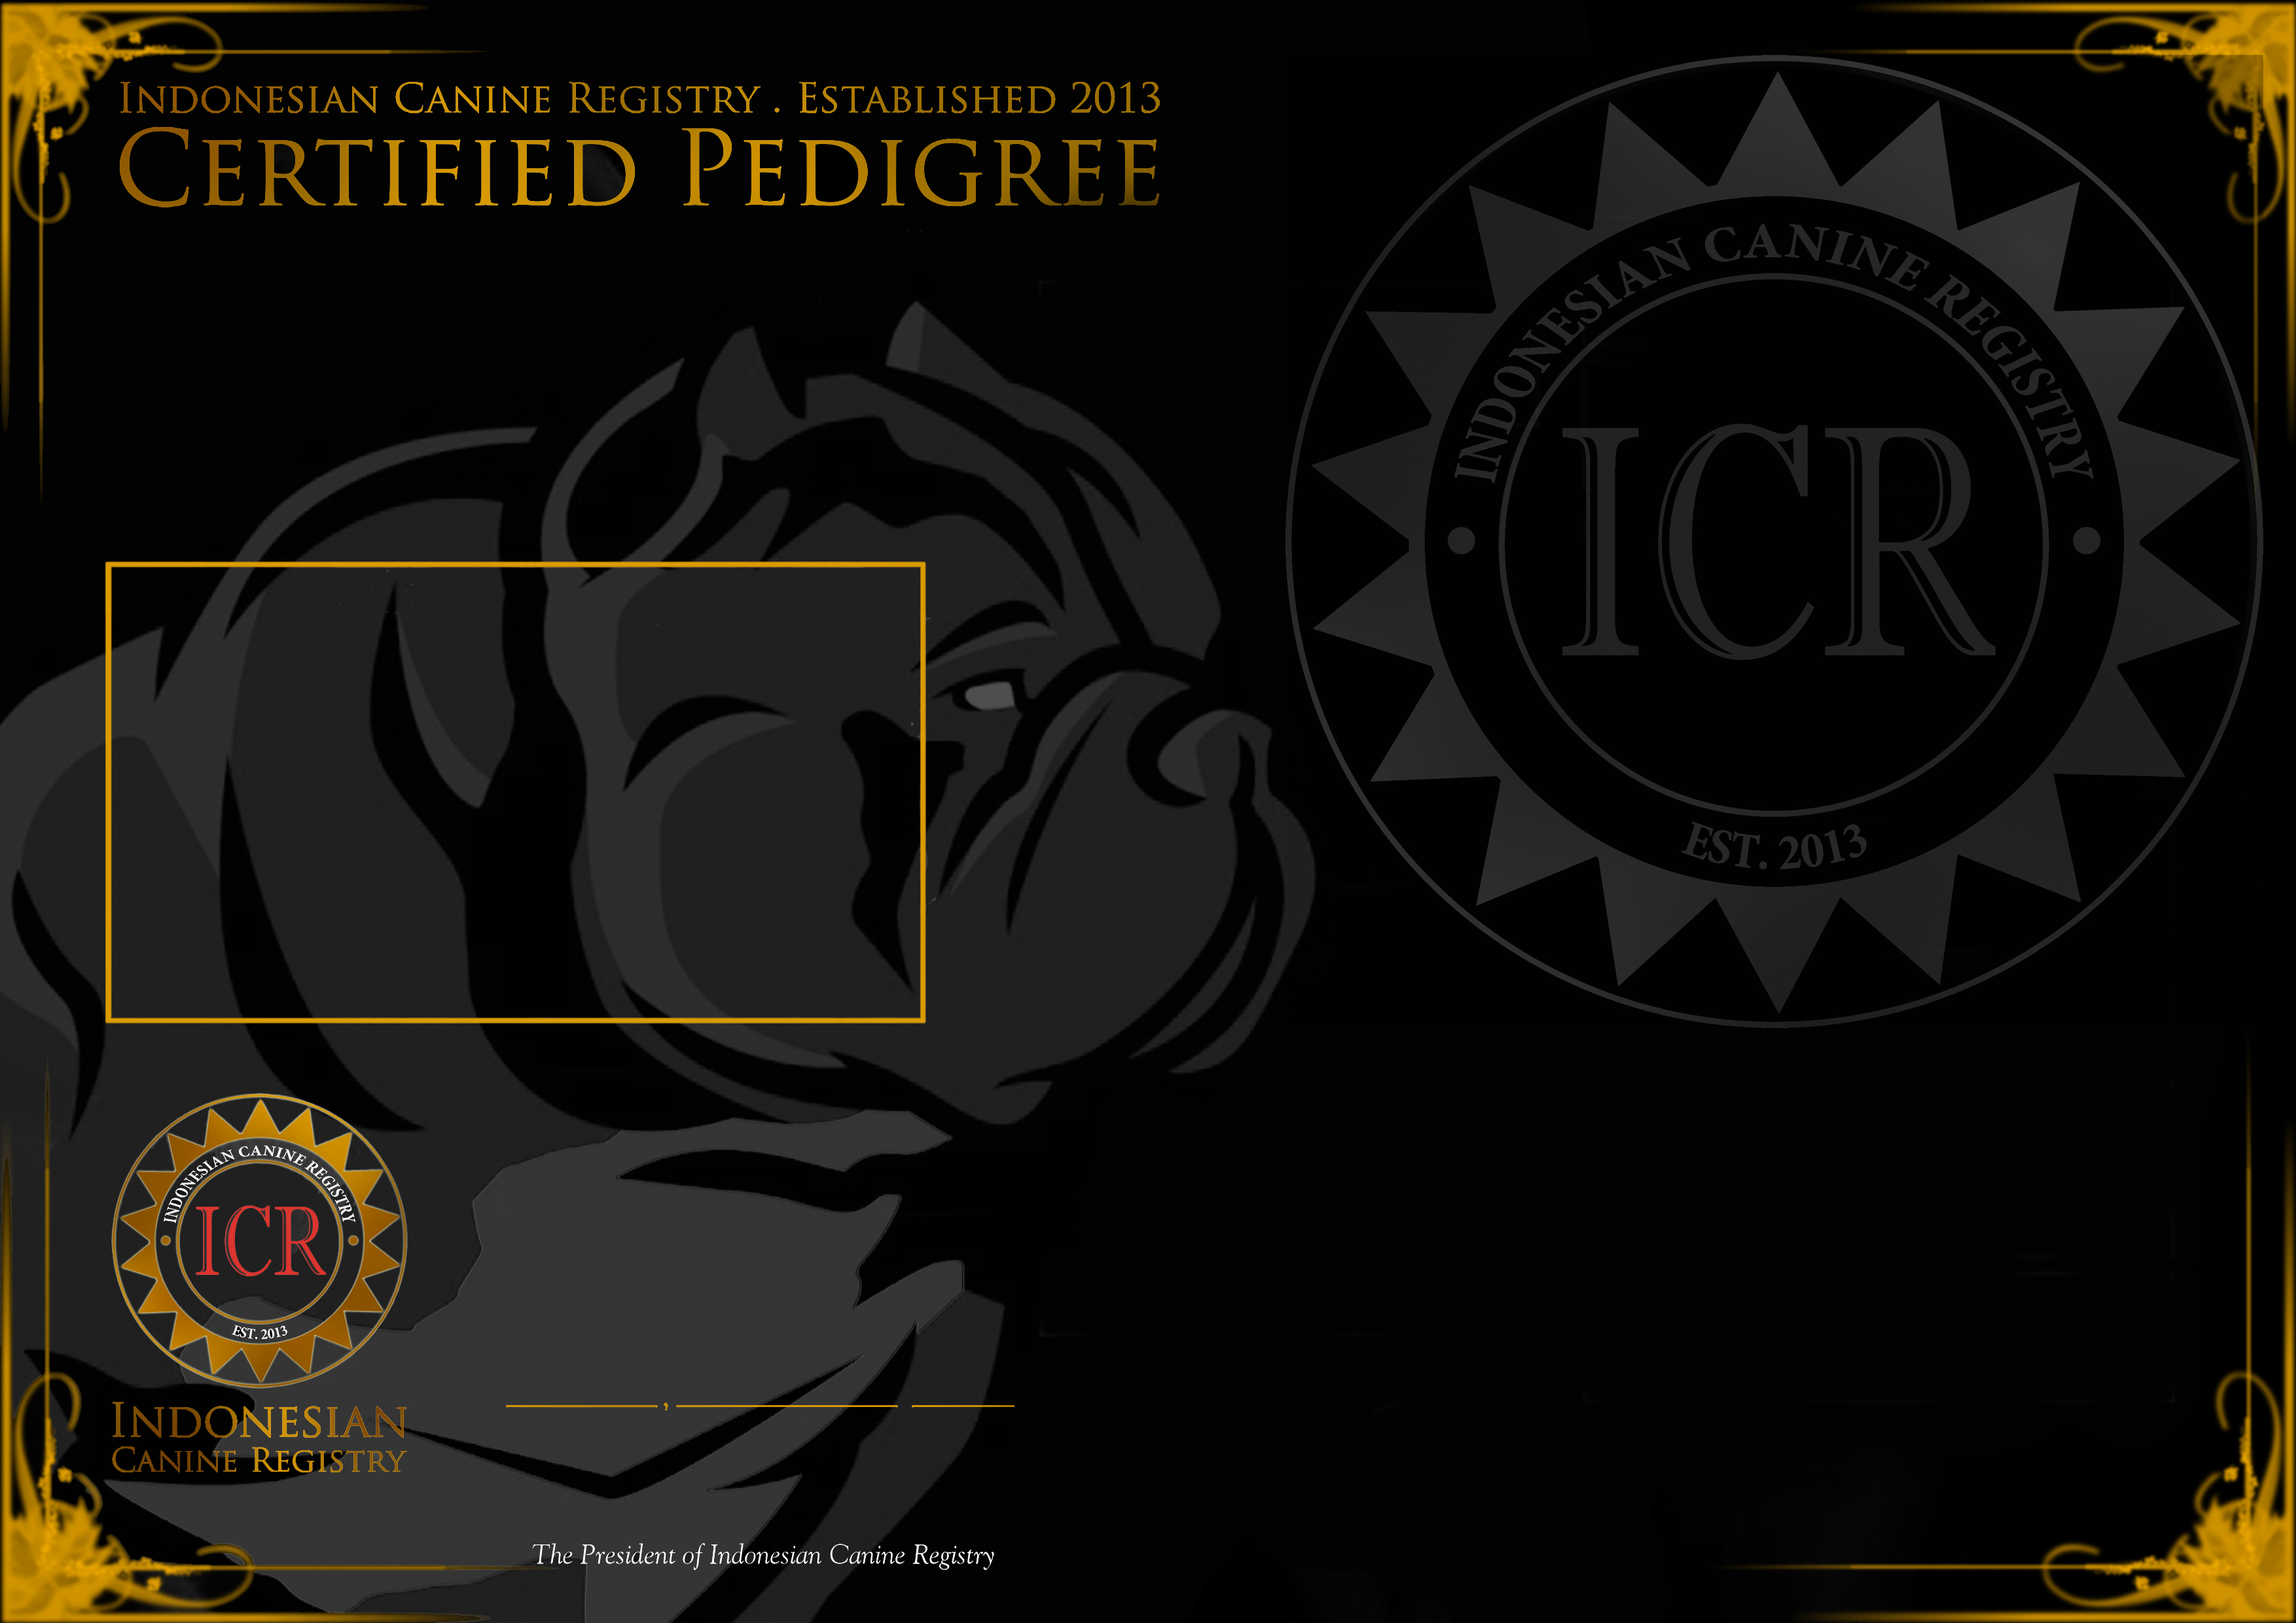 Indonesian Canine Registry . Established 2013
Certified Pedigree
INDONESIAN CANINE REGISTRY
ICR
EST. 2013
INDONESIAN CANINE REGISTRY
ICR
EST. 2013
Indonesian
Canine Registry
,
The President of Indonesian Canine Registry